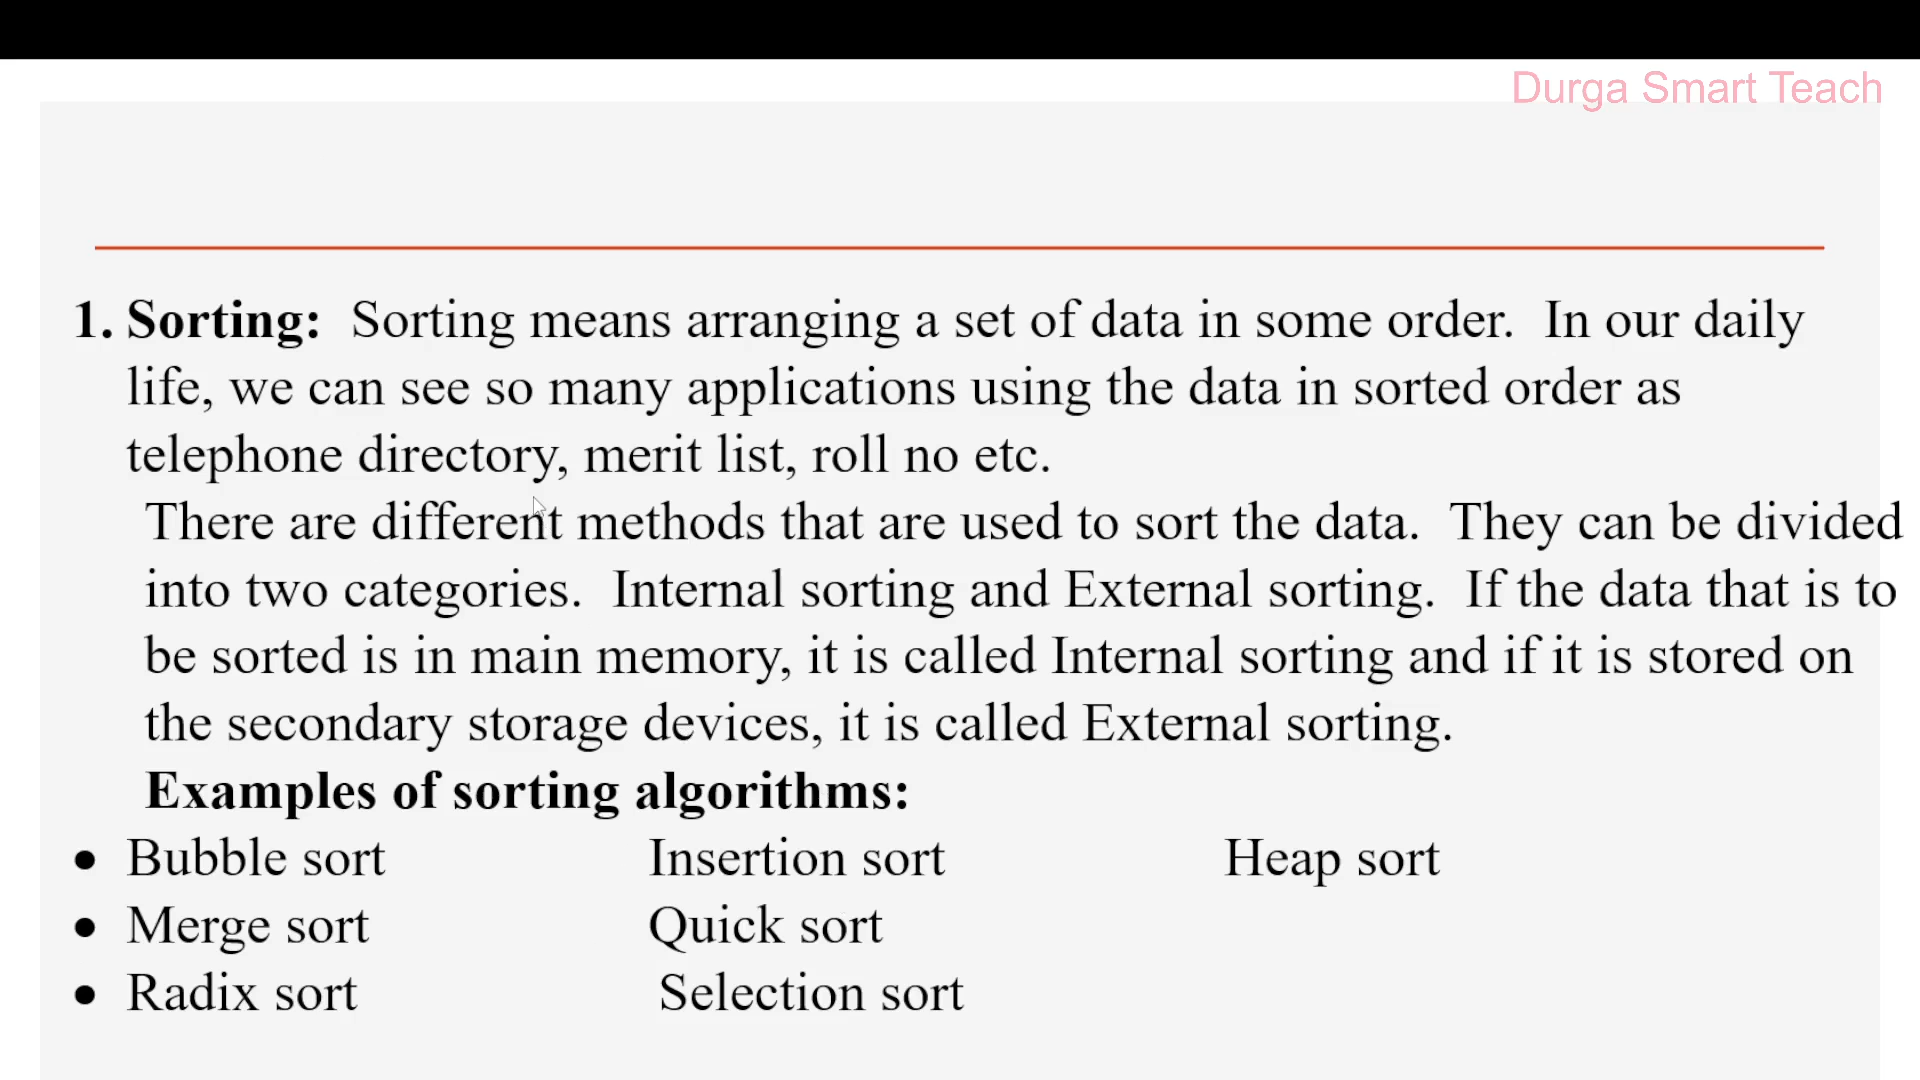 Durga Smart Teach
1. Sorting: Sorting means arranging a set of data in some order. In our daily
life, we can see so many applications using the data in sorted order as
telephone directory, merit list, roll no etc.
There are different methods that are used to sort the data. They can be divided
into two categories. Internal sorting and External sorting. If the data that is to
be sorted is in main memory, it is called Internal sorting and if it is stored on
the secondary storage devices, it is called External sorting.
Examples of sorting algorithms:
• Bubble sort Insertion sort Heap sort
• Merge sort Quick sort
• Radix sort Selection sort